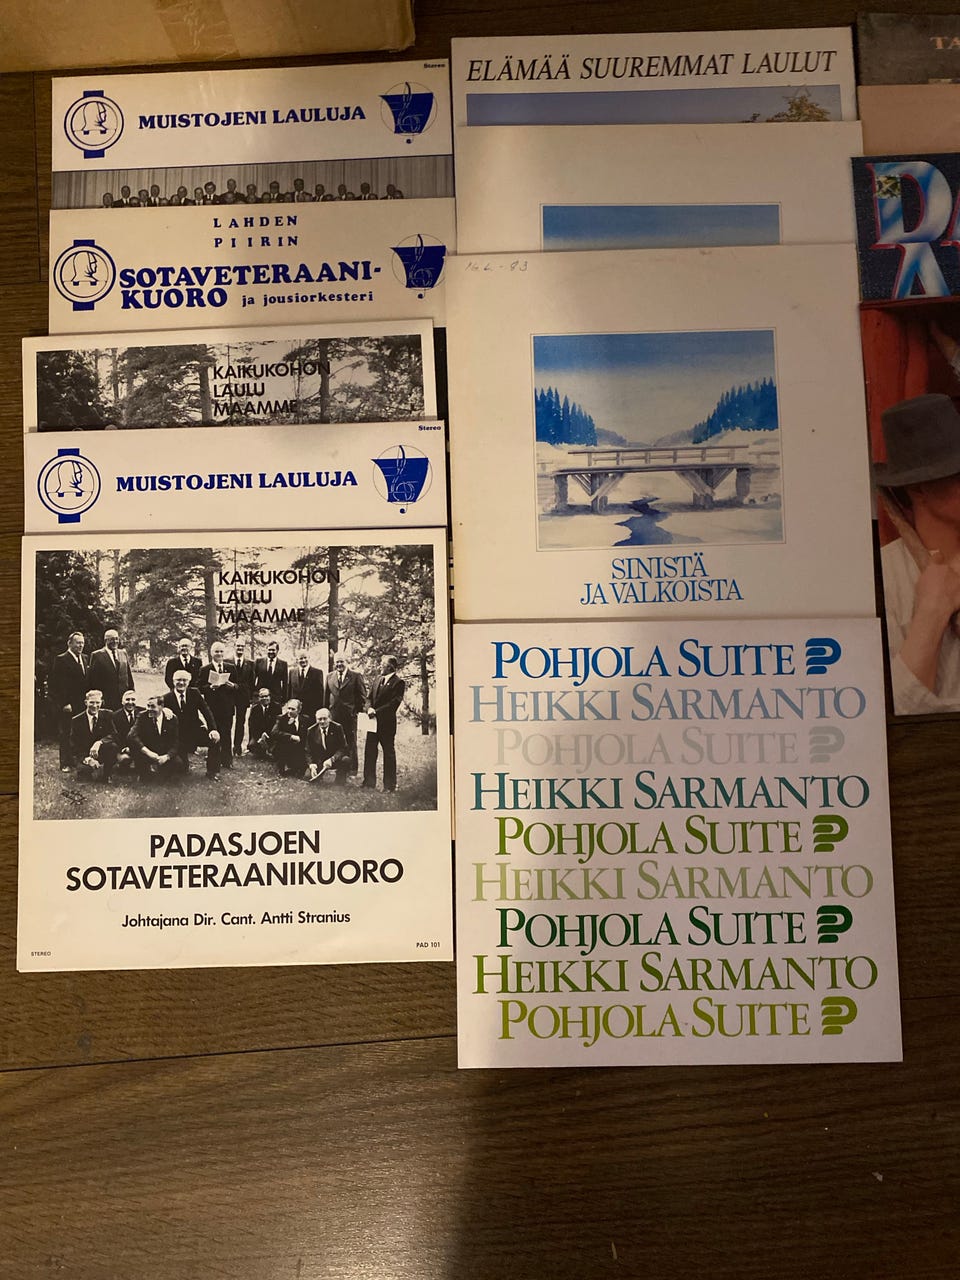 Stereo
MUISTOJENI LAULUJA
LAHDEN
PIIRIN
SOTAVETERAANI-
KUORO ja jousiorkesteri
KAIKUKOHON
LAULU
MAAMME
Stereo
MUISTOJENI LAULUJA
KAIKUKOHON
LAULU
MAAMME
PADASJOEN
SOTAVETERAANIKUORO
Johtajana Dir. Cant. Antti Stranius
STEREO
PAD 101
ELÄMÄÄ SUUREMMAT LAULUT
SINISTÄ
JA VALKOISTA
POHJOLA SUITE
HEIKKI SARMANTO
POHJOLA SUITE
HEIKKI SARMANTO
POHJOLA SUITE
HEIKKI SARMANTO
POHJOLA SUITE
HEIKKI SARMANTO
POHJOLA SUITE